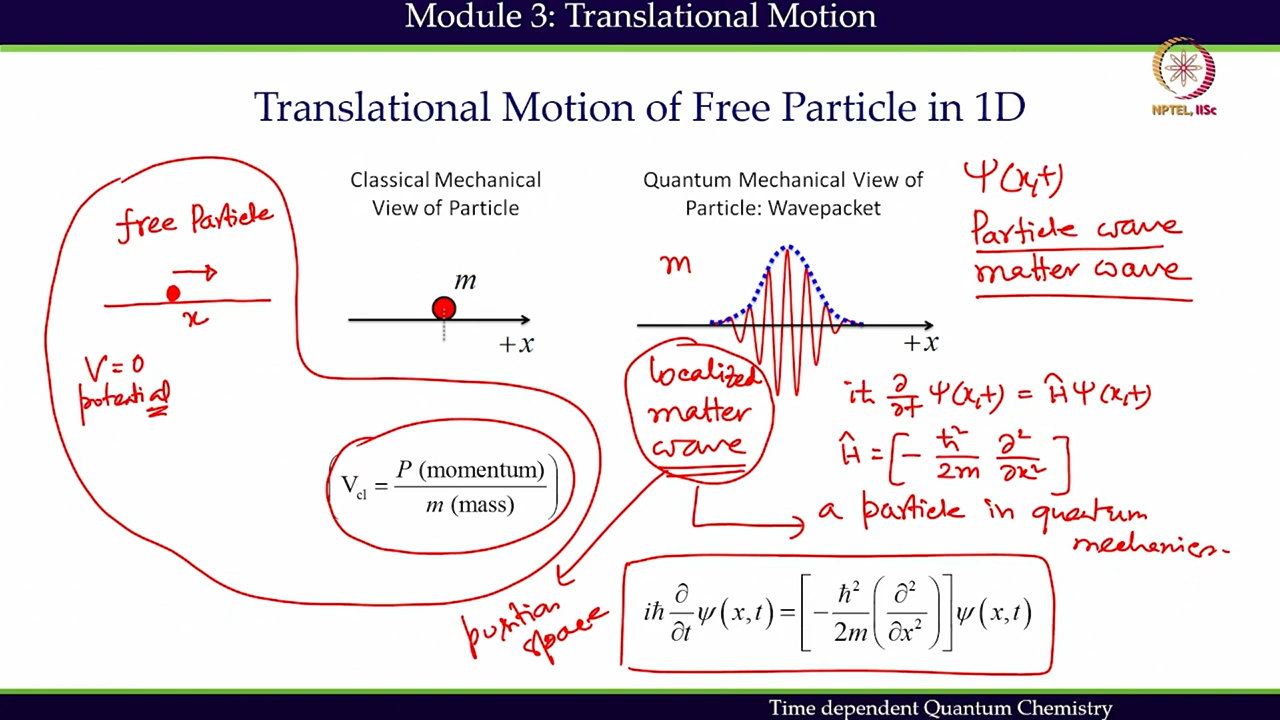 Module 3: Translational Motion
NPTEL, IISc
Translational Motion of Free Particle in 1D
free Particle
x
V = 0
potential
Classical Mechanical
View of Particle
m
+x
V_cl = P (momentum) / m (mass)
Quantum Mechanical View of
Particle: Wavepacket
m
+x
localized
matter
wave
position
space
Ψ(x,t)
Particle wave
matter wave
iħ ∂/∂t Ψ(x,t) = Ĥ Ψ(x,t)
Ĥ = [- ħ²/2m ∂²/∂x²]
a particle in quantum
mechanics.
iħ ∂/∂t ψ(x,t) = [-ħ²/2m (∂²/∂x²)] ψ(x,t)
Time dependent Quantum Chemistry